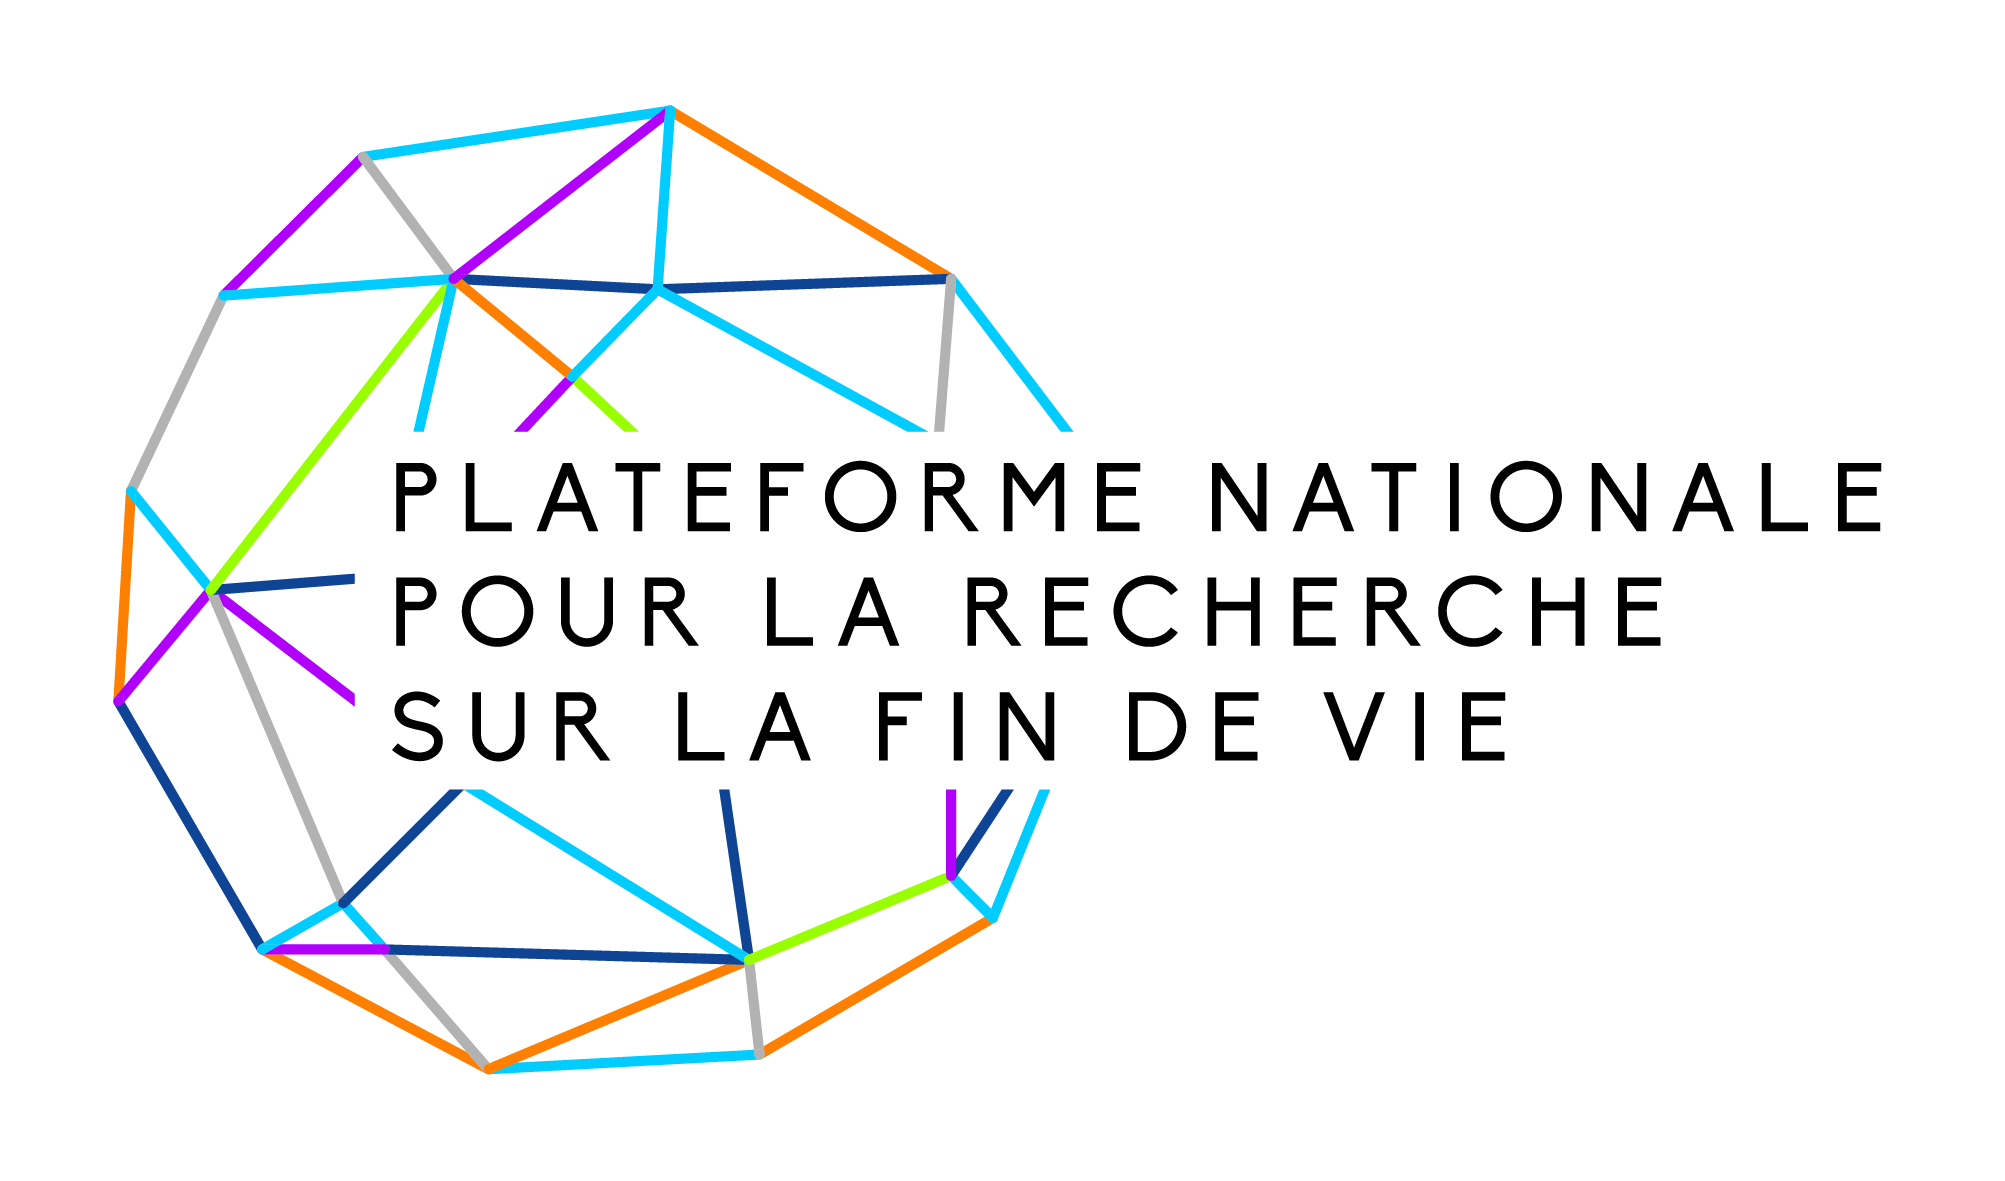 PLATEFORME NATIONALE
POUR LA RECHERCHE
SUR LA FIN DE VIE